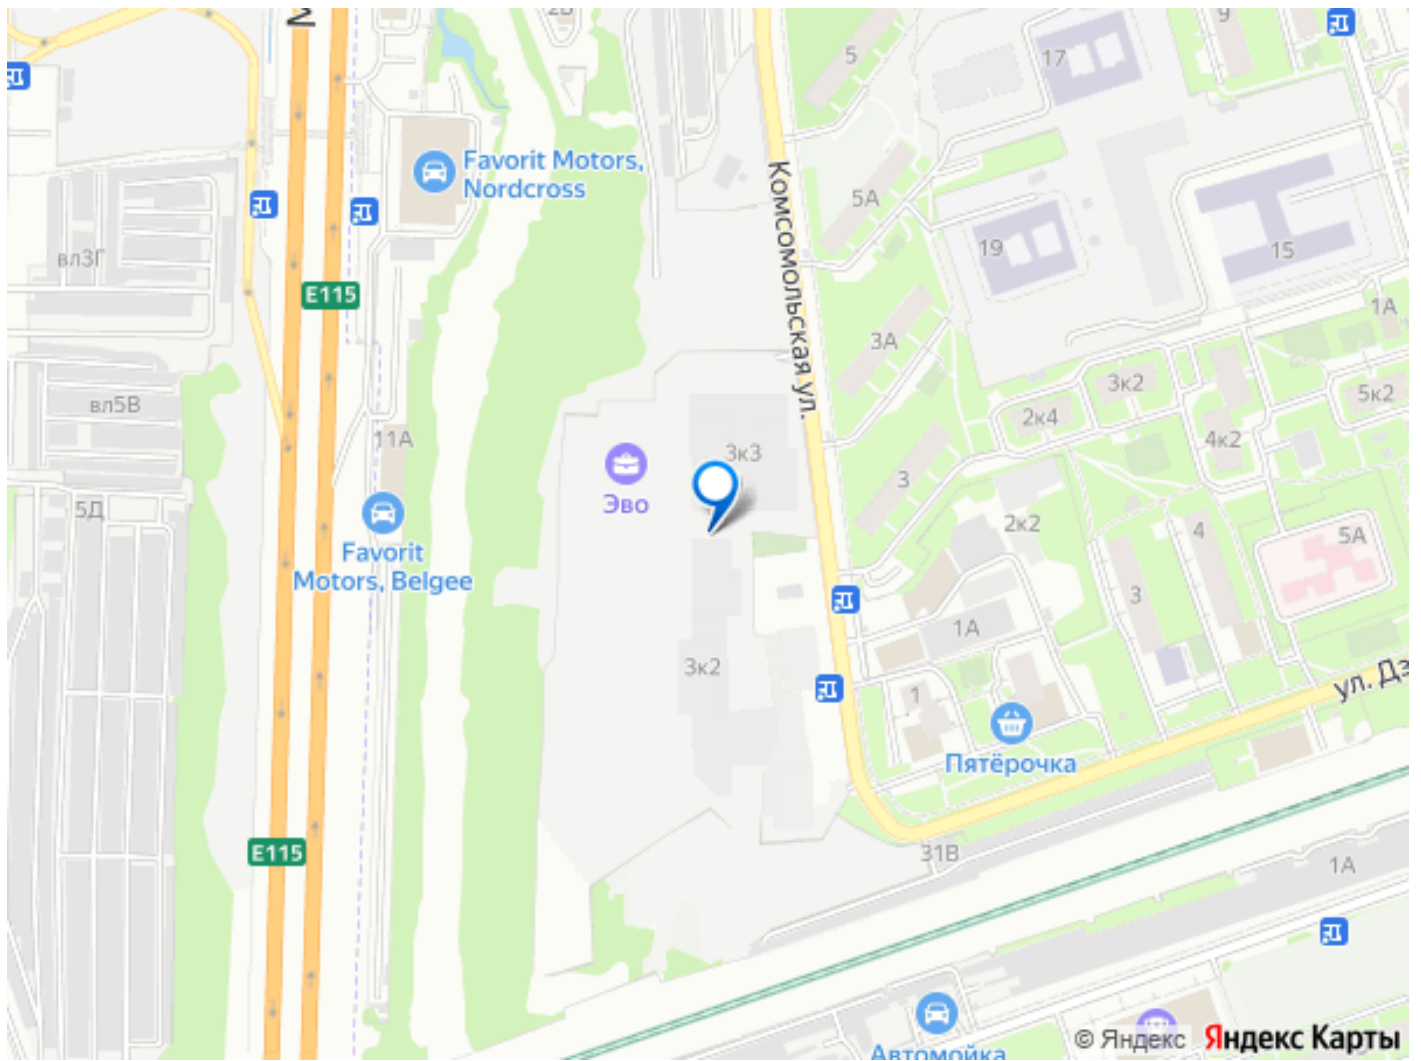 2В
9
17
5
Favorit Motors,
Nordcross
Комсомольская ул.
5А
19
15
вл3Г
E115
1А
3А
3к2
5к2
вл5В
2к4
11А
4к2
3к3
3
Эво
5Д
2к2
4
5А
Favorit
Motors, Belgee
3
1А
3к2
ул. Дз
1
Пятёрочка
E115
31В
1А
Автомойка
© Яндекс Яндекс Карты